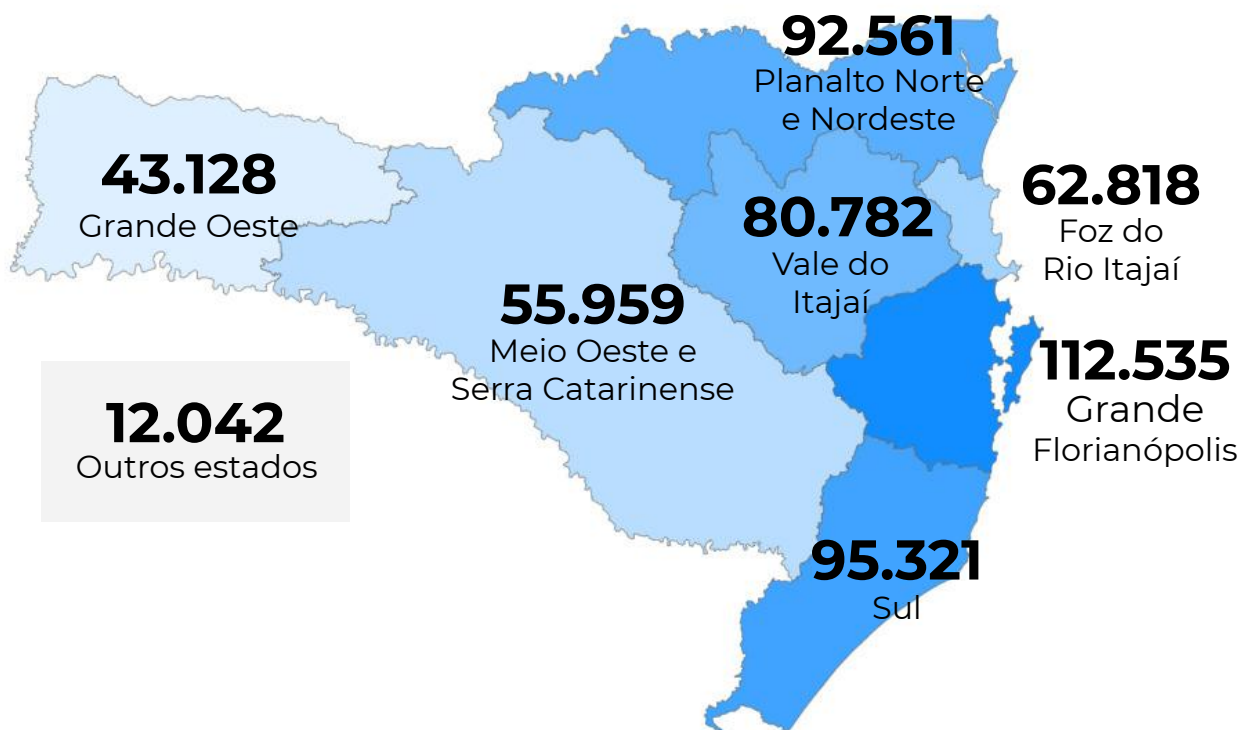 92.561
Planalto Norte
e Nordeste
43.128
Grande Oeste
62.818
Foz do
Rio Itajaí
80.782
Vale do
Itajaí
55.959
Meio Oeste e
Serra Catarinense
112.535
Grande
Florianópolis
12.042
Outros estados
95.321
Sul